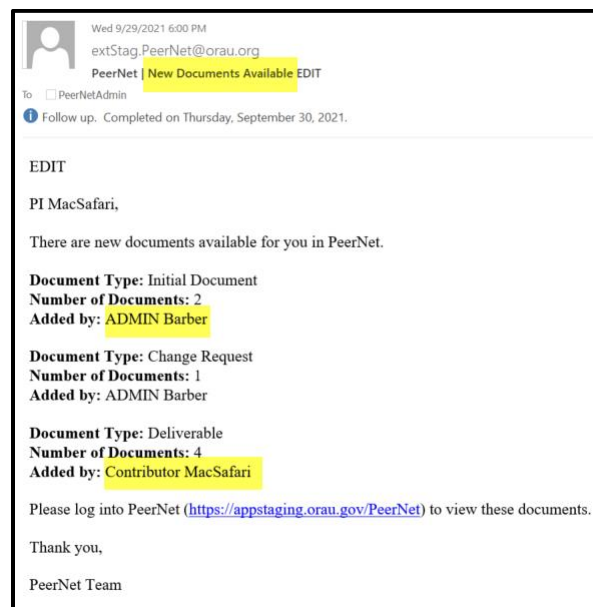 Wed 9/29/2021 6:00 PM
extStag.PeerNet@orau.org
PeerNet | New Documents Available EDIT
To PeerNetAdmin
Follow up. Completed on Thursday, September 30, 2021.
EDIT
PI MacSafari,
There are new documents available for you in PeerNet.
Document Type: Initial Document
Number of Documents: 2
Added by: ADMIN Barber
Document Type: Change Request
Number of Documents: 1
Added by: ADMIN Barber
Document Type: Deliverable
Number of Documents: 4
Added by: Contributor MacSafari
Please log into PeerNet (https://appstaging.orau.gov/PeerNet) to view these documents.
Thank you,
PeerNet Team